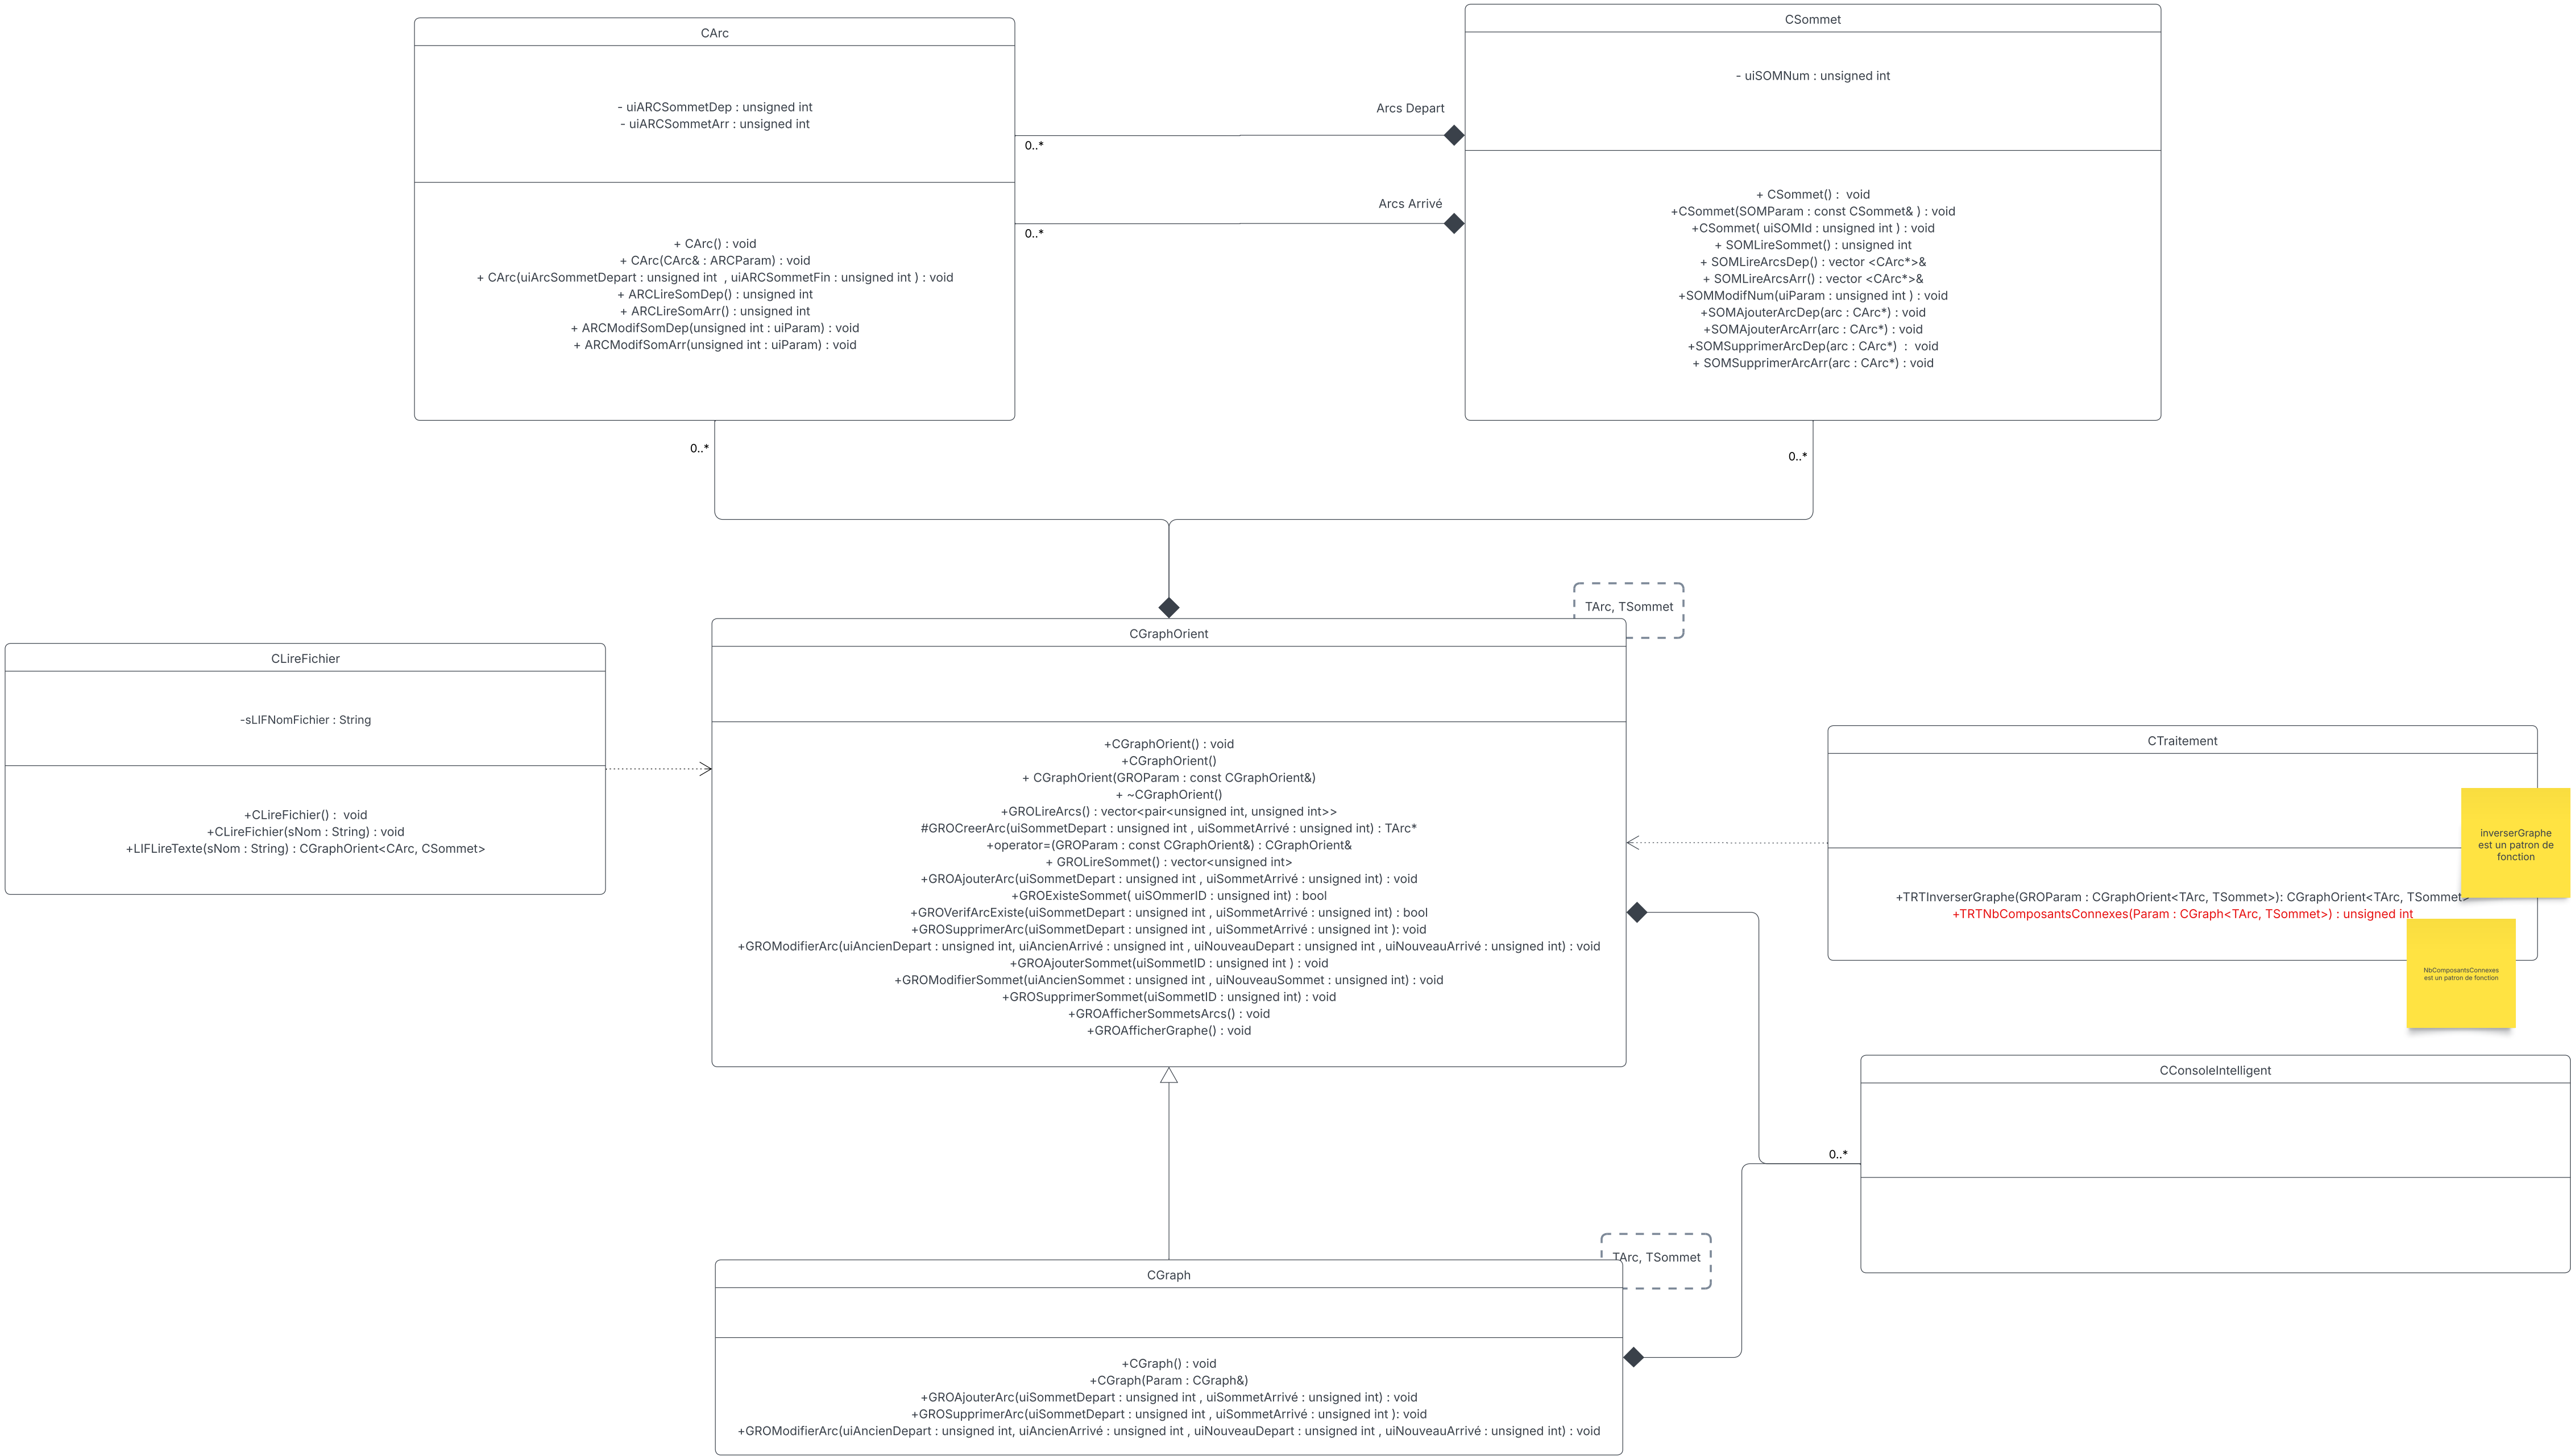 CArc
- uiARCSommetDep : unsigned int
- uiARCSommetArr : unsigned int
+ CArc() : void
+ CArc(CArc& : ARCParam) : void
+ CArc(uiArcSommetDepart : unsigned int  , uiARCSommetFin : unsigned int ) : void
+ ARCLireSomDep() : unsigned int
+ ARCLireSomArr() : unsigned int
+ ARCModifSomDep(unsigned int : uiParam) : void
+ ARCModifSomArr(unsigned int : uiParam) : void
Arcs Depart
0..*
Arcs Arrivé
0..*
CSommet
- uiSOMNum : unsigned int
+ CSommet() :  void
+CSommet(SOMParam : const CSommet& ) : void
+CSommet( uiSOMId : unsigned int ) : void
+ SOMLireSommet() : unsigned int
+ SOMLireArcsDep() : vector <CArc*>&
+ SOMLireArcsArr() : vector <CArc*>&
+SOMModifNum(uiParam : unsigned int ) : void
+SOMAjouterArcDep(arc : CArc*) : void
+SOMAjouterArcArr(arc : CArc*) : void
+SOMSupprimerArcDep(arc : CArc*)  :  void
+ SOMSupprimerArcArr(arc : CArc*) : void
0..*
0..*
TArc, TSommet
CLireFichier
-sLIFNomFichier : String
+CLireFichier() :  void
+CLireFichier(sNom : String) : void
+LIFLireTexte(sNom : String) : CGraphOrient<CArc, CSommet>
CGraphOrient
+CGraphOrient() : void
+CGraphOrient()
+ CGraphOrient(GROParam : const CGraphOrient&)
+ ~CGraphOrient()
+GROLireArcs() : vector<pair<unsigned int, unsigned int>>
#GROCreerArc(uiSommetDepart : unsigned int , uiSommetArrivé : unsigned int) : TArc*
+operator=(GROParam : const CGraphOrient&) : CGraphOrient&
+ GROLireSommet() : vector<unsigned int>
+GROAjouterArc(uiSommetDepart : unsigned int , uiSommetArrivé : unsigned int) : void
+GROExisteSommet( uiSOmmerID : unsigned int) : bool
+GROVerifArcExiste(uiSommetDepart : unsigned int , uiSommetArrivé : unsigned int) : bool
+GROSupprimerArc(uiSommetDepart : unsigned int , uiSommetArrivé : unsigned int ): void
+GROModifierArc(uiAncienDepart : unsigned int, uiAncienArrivé : unsigned int , uiNouveauDepart : unsigned int , uiNouveauArrivé : unsigned int) : void
+GROAjouterSommet(uiSommetID : unsigned int ) : void
+GROModifierSommet(uiAncienSommet : unsigned int , uiNouveauSommet : unsigned int) : void
+GROSupprimerSommet(uiSommetID : unsigned int) : void
+GROAfficherSommetsArcs() : void
+GROAfficherGraphe() : void
CTraitement
+TRTInverserGraphe(GROParam : CGraphOrient<TArc, TSommet>): CGraphOrient<TArc, TSommet>
+TRTNbComposantsConnexes(Param : CGraph<TArc, TSommet>) : unsigned int
inverserGraphe
est un patron de
fonction
NbComposantsConnexes
est un patron de fonction
CConsoleIntelligent
0..*
TArc, TSommet
CGraph
+CGraph() : void
+CGraph(Param : CGraph&)
+GROAjouterArc(uiSommetDepart : unsigned int , uiSommetArrivé : unsigned int) : void
+GROSupprimerArc(uiSommetDepart : unsigned int , uiSommetArrivé : unsigned int ): void
+GROModifierArc(uiAncienDepart : unsigned int, uiAncienArrivé : unsigned int , uiNouveauDepart : unsigned int , uiNouveauArrivé : unsigned int) : void